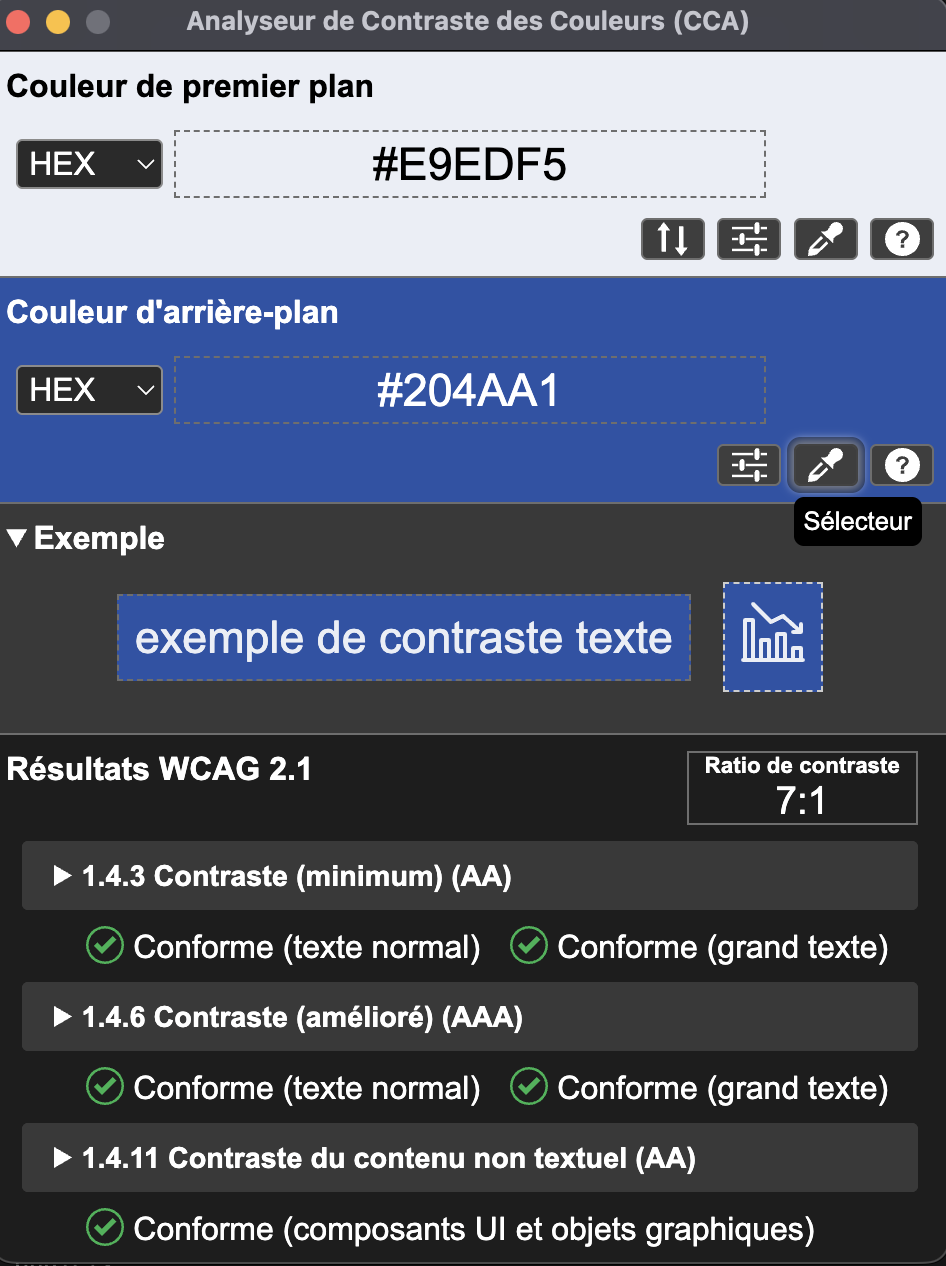 Analyseur de Contraste des Couleurs (CCA)
Couleur de premier plan
HEX
#E9EDF5
?
Couleur d'arrière-plan
HEX
#204AA1
?
Sélecteur
Exemple
exemple de contraste texte
Résultats WCAG 2.1
Ratio de contraste
7:1
1.4.3 Contraste (minimum) (AA)
Conforme (texte normal) Conforme (grand texte)
1.4.6 Contraste (amélioré) (AAA)
Conforme (texte normal) Conforme (grand texte)
1.4.11 Contraste du contenu non textuel (AA)
Conforme (composants UI et objets graphiques)